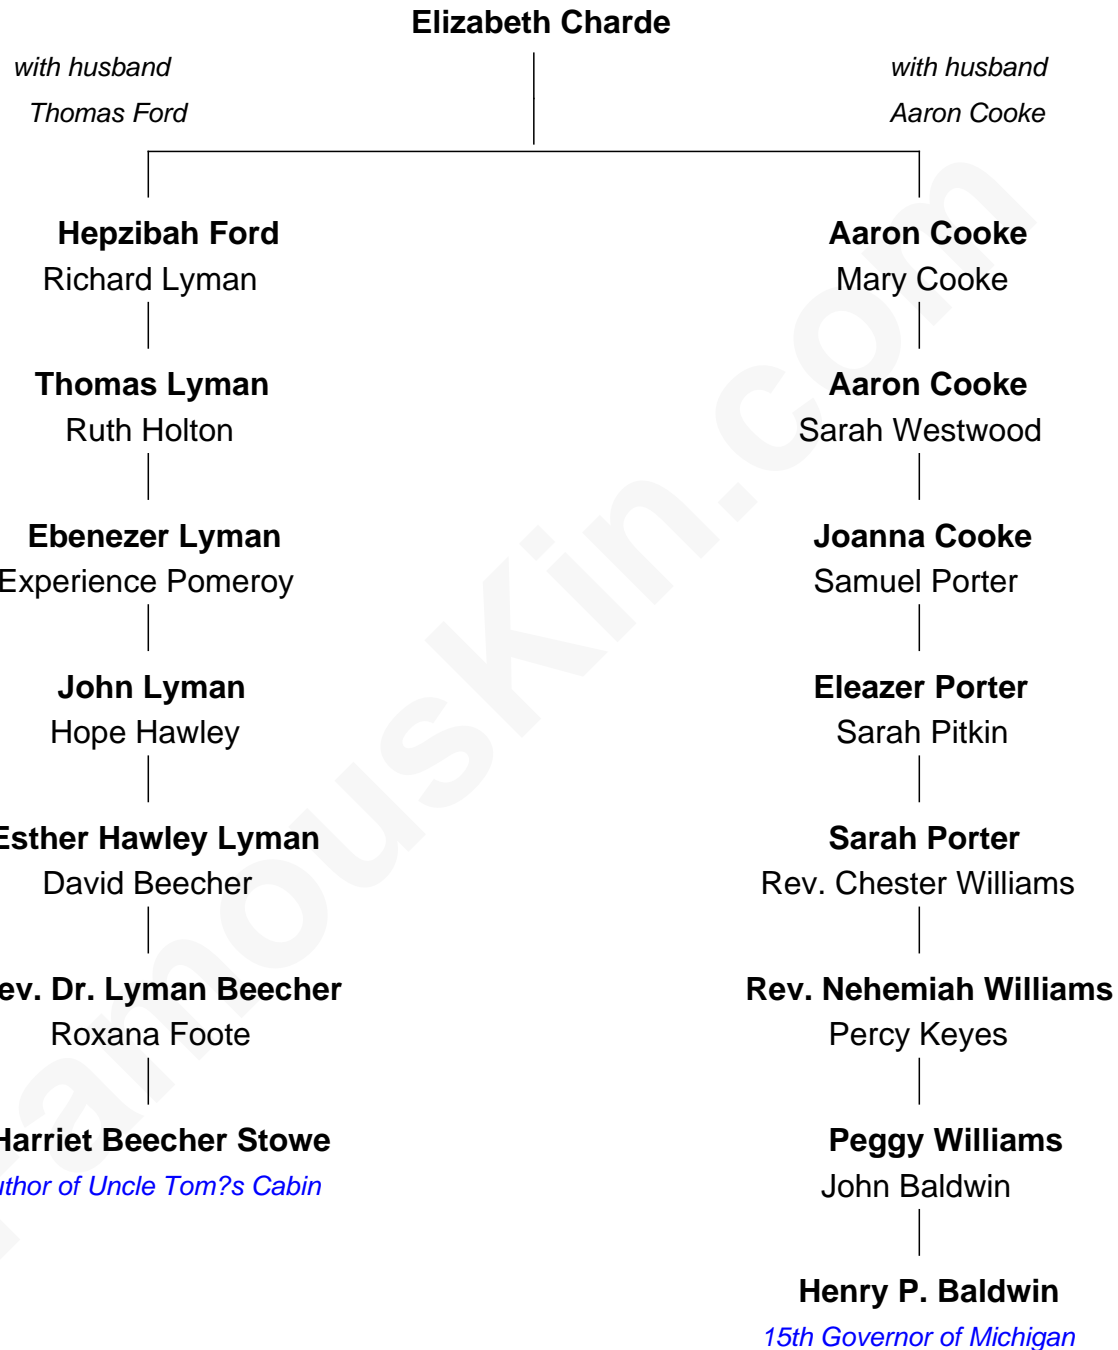 Elizabeth Charde
with husband
Thomas Ford
with husband
Aaron Cooke
Hepzibah Ford
Richard Lyman
Aaron Cooke
Mary Cooke
Thomas Lyman
Ruth Holton
Aaron Cooke
Sarah Westwood
Ebenezer Lyman
Experience Pomeroy
Joanna Cooke
Samuel Porter
John Lyman
Hope Hawley
Eleazer Porter
Sarah Pitkin
Esther Hawley Lyman
David Beecher
Sarah Porter
Rev. Chester Williams
ev. Dr. Lyman Beecher
Roxana Foote
Rev. Nehemiah Williams
Percy Keyes
Harriet Beecher Stowe
uthor of Uncle Tom?s Cabin
Peggy Williams
John Baldwin
Henry P. Baldwin
15th Governor of Michigan
FamousKin.com